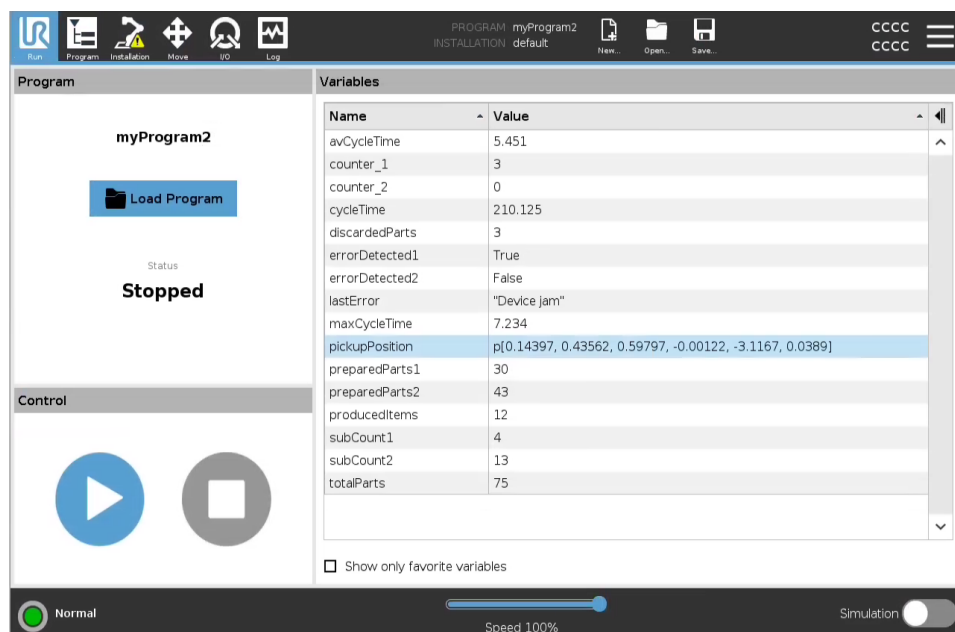 PROGRAM myProgram2
INSTALLATION default
CCCC
CCCC
UR
Run
Program
Installation
Move
I/O
Log
New...
Open...
Save...
Program
Variables
myProgram2
Load Program
Status
Stopped
Control
Name Value
avCycleTime 5.451
counter_1 3
counter_2 0
cycleTime 210.125
discardedParts 3
errorDetected1 True
errorDetected2 False
lastError "Device jam"
maxCycleTime 7.234
pickupPosition p[0.14397, 0.43562, 0.59797, -0.00122, -3.1167, 0.0389]
preparedParts1 30
preparedParts2 43
producedItems 12
subCount1 4
subCount2 13
totalParts 75
Show only favorite variables
Normal
Speed 100%
Simulation